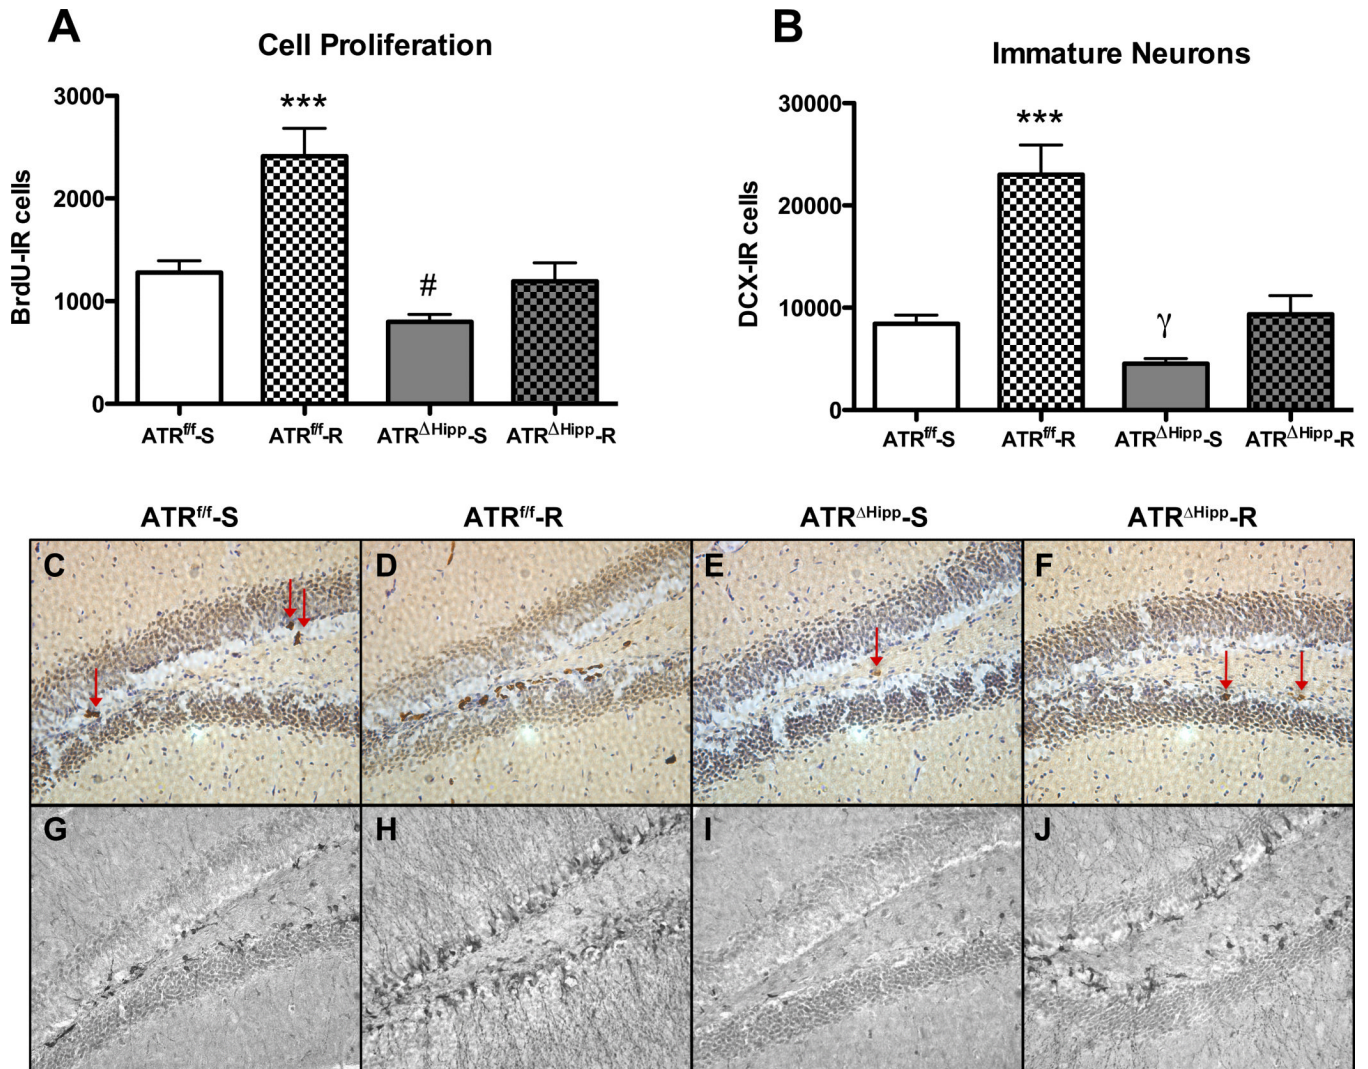 A
Cell Proliferation
BrdU-IR cells
3000
2000
1000
0
***
#
ATRf/f-S
ATRf/f-R
ATRΔHipp-S
ATRΔHipp-R
B
Immature Neurons
DCX-IR cells
30000
20000
10000
0
***
γ
ATRf/f-S
ATRf/f-R
ATRΔHipp-S
ATRΔHipp-R
ATRf/f-S
ATRf/f-R
ATRΔHipp-S
ATRΔHipp-R
C
D
E
F
G
H
I
J